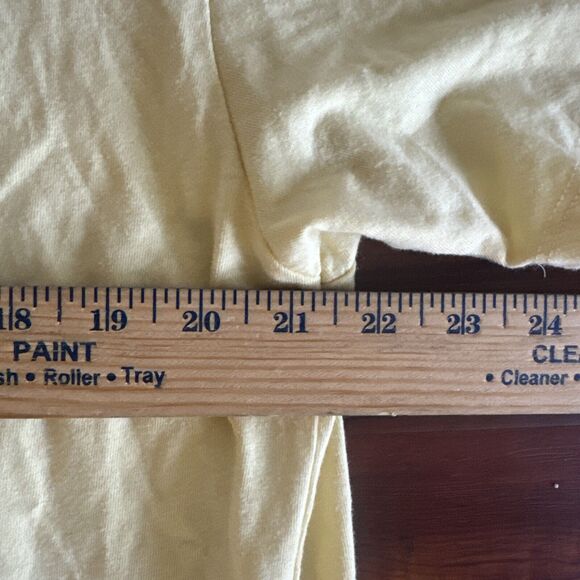 18 19 20 21 22 23 24
PAINT CLEA
sh • Roller • Tray • Cleaner •